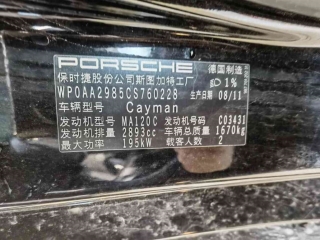 PORSCHE
保时捷股份公司斯图加特工厂 德国制造
1%
WP0AA2985CS760228 生产日期 08/11
车辆型号 Cayman
发动机型号 MA120C 发动机号码 C03431
发动机排量 2893cc 车辆总质量 1670kg
最大功率 195kW 载客人数 2